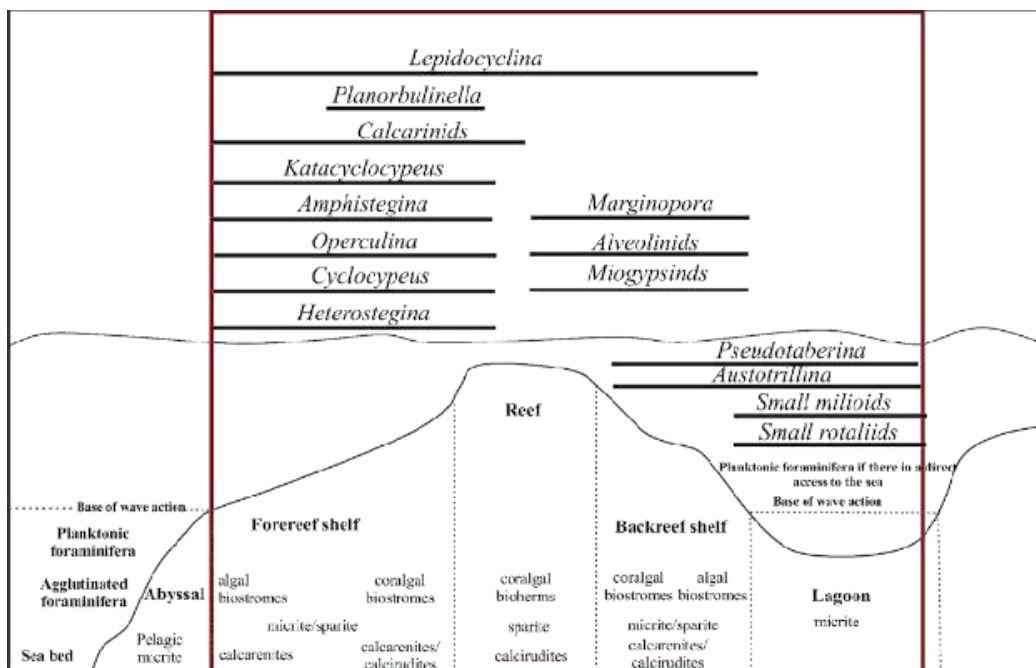 Lepidocyclina
Planorbulinella
Calcarinids
Katacyclocypeus
Amphistegina
Marginopora
Operculina
Alveolinids
Cyclocypeus
Miogypsinds
Heterostegina
Pseudotaberina
Austotrillina
Reef
Small milioids
Small rotaliids
Planktonic foraminifera if there in a direct
access to the sea
Base of wave action
Base of wave action
Planktonic
foraminifera
Forereef shelf
Backreef shelf
Agglutinated
foraminifera
Abyssal
algal
biostromes
coralgal
biostromes
coralgal
bioherms
coralgal
biostromes
algal
biostromes
Lagoon
micrite
micrite/sparite
sparite
micrite/sparite
Sea bed
Pelagic
micrite
calcarenites
calcarenites/
calcirudites
calcirudites
calcarenites/
calcirudites